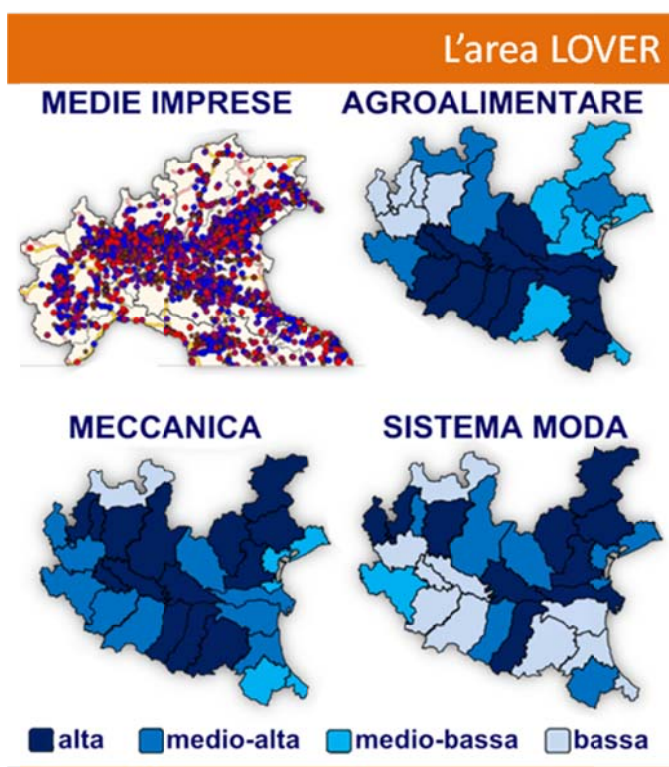 L'area LOVER
MEDIE IMPRESE
AGROALIMENTARE
MECCANICA
SISTEMA MODA
alta
medio-alta
medio-bassa
bassa